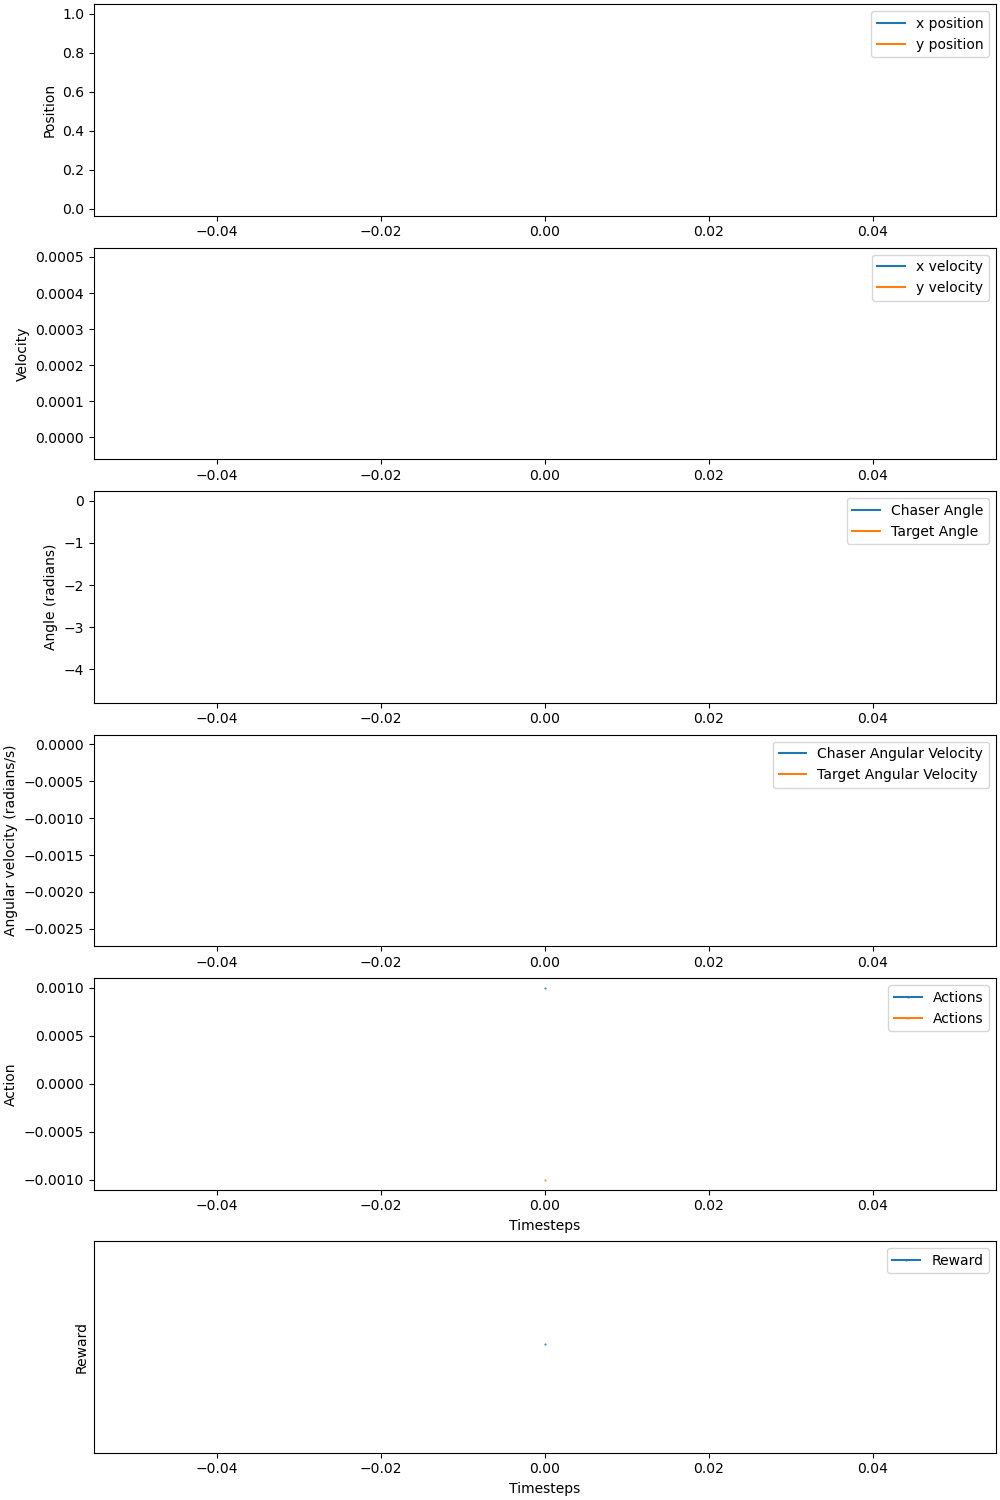 1.0
x position
y position
0.8
0.6
Position
0.4
0.2
0.0
−0.04 −0.02 0.00 0.02 0.04
0.0005
x velocity
y velocity
0.0004
0.0003
Velocity
0.0002
0.0001
0.0000
−0.04 −0.02 0.00 0.02 0.04
0
Chaser Angle
Target Angle
−1
−2
Angle (radians)
−3
−4
−0.04 −0.02 0.00 0.02 0.04
0.0000
Chaser Angular Velocity
Target Angular Velocity
−0.0005
−0.0010
Angular velocity (radians/s)
−0.0015
−0.0020
−0.0025
−0.04 −0.02 0.00 0.02 0.04
0.0010
Actions
Actions
0.0005
Action
0.0000
−0.0005
−0.0010
−0.04 −0.02 0.00 0.02 0.04
Timesteps
Reward
Reward
−0.04 −0.02 0.00 0.02 0.04
Timesteps